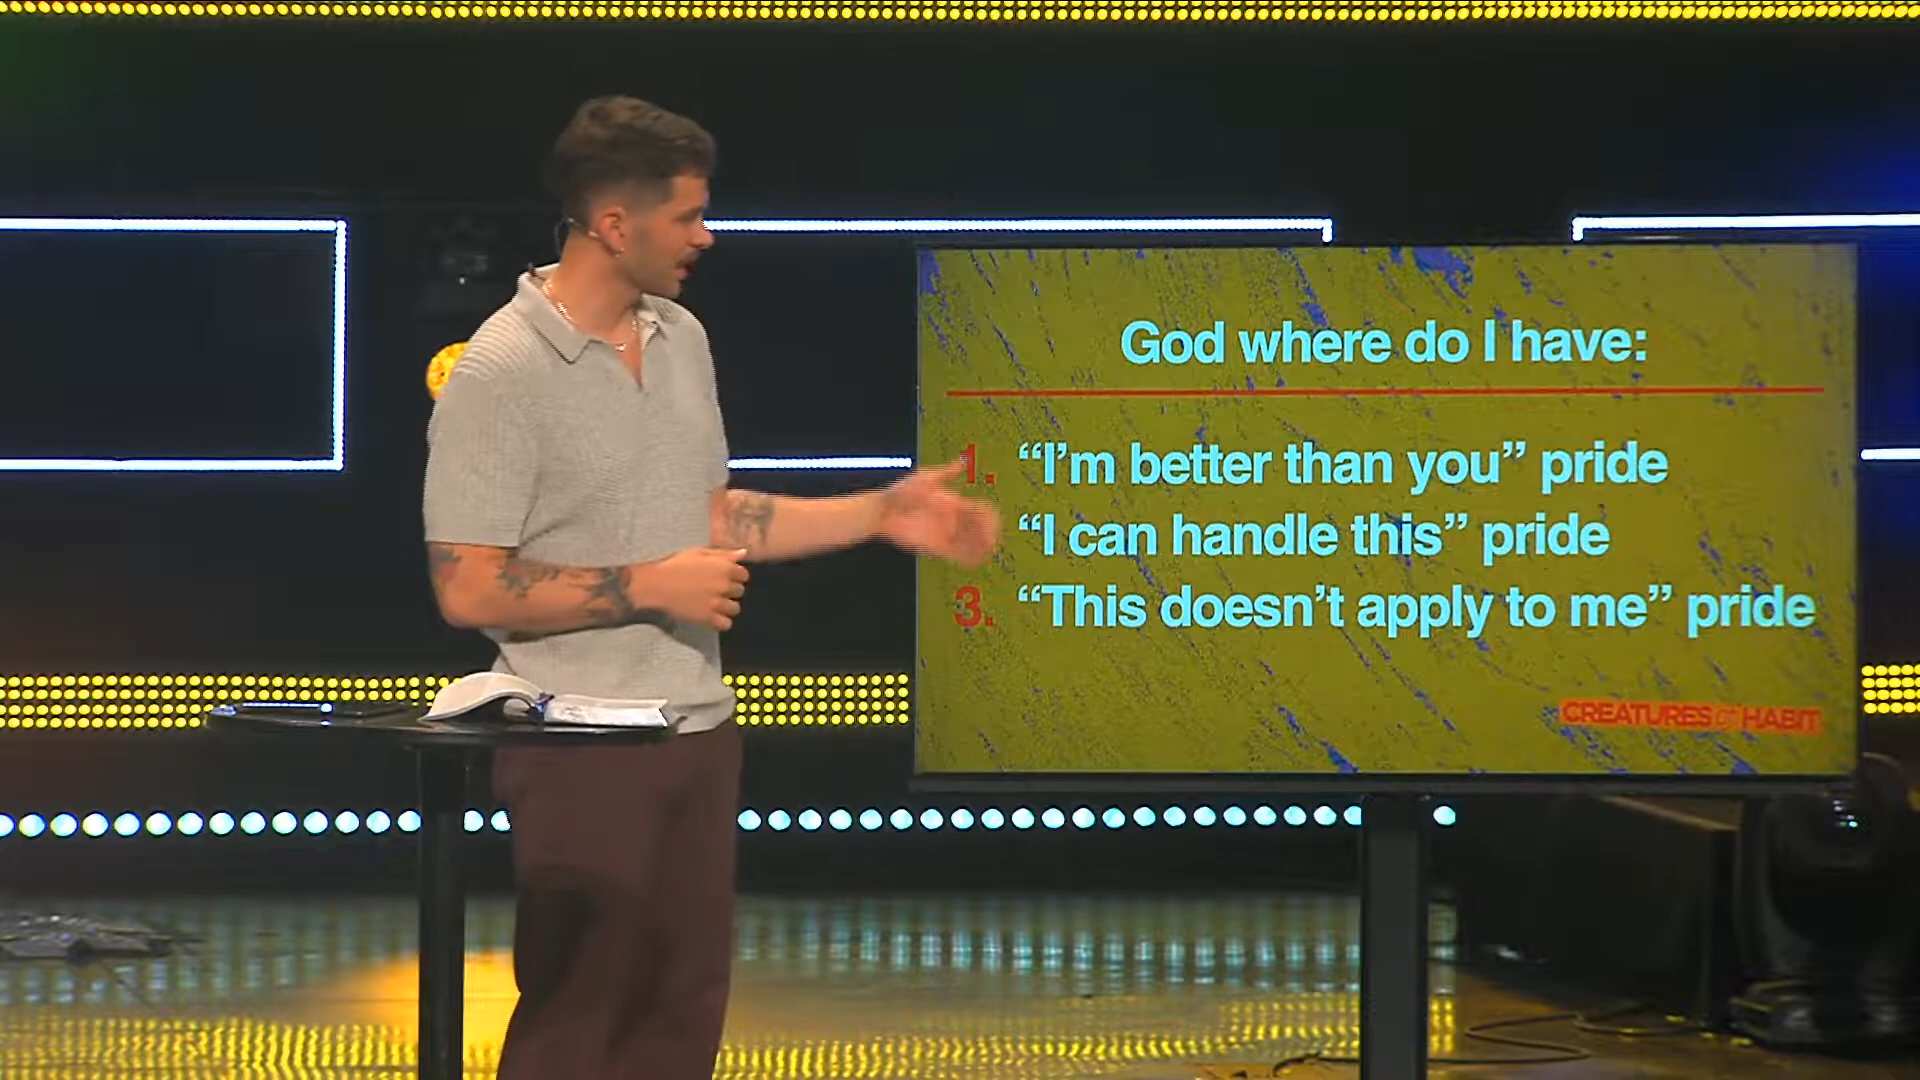 God where do I have:
1. “I’m better than you” pride
“I can handle this” pride
3. “This doesn’t apply to me” pride
CREATURES OF HABIT